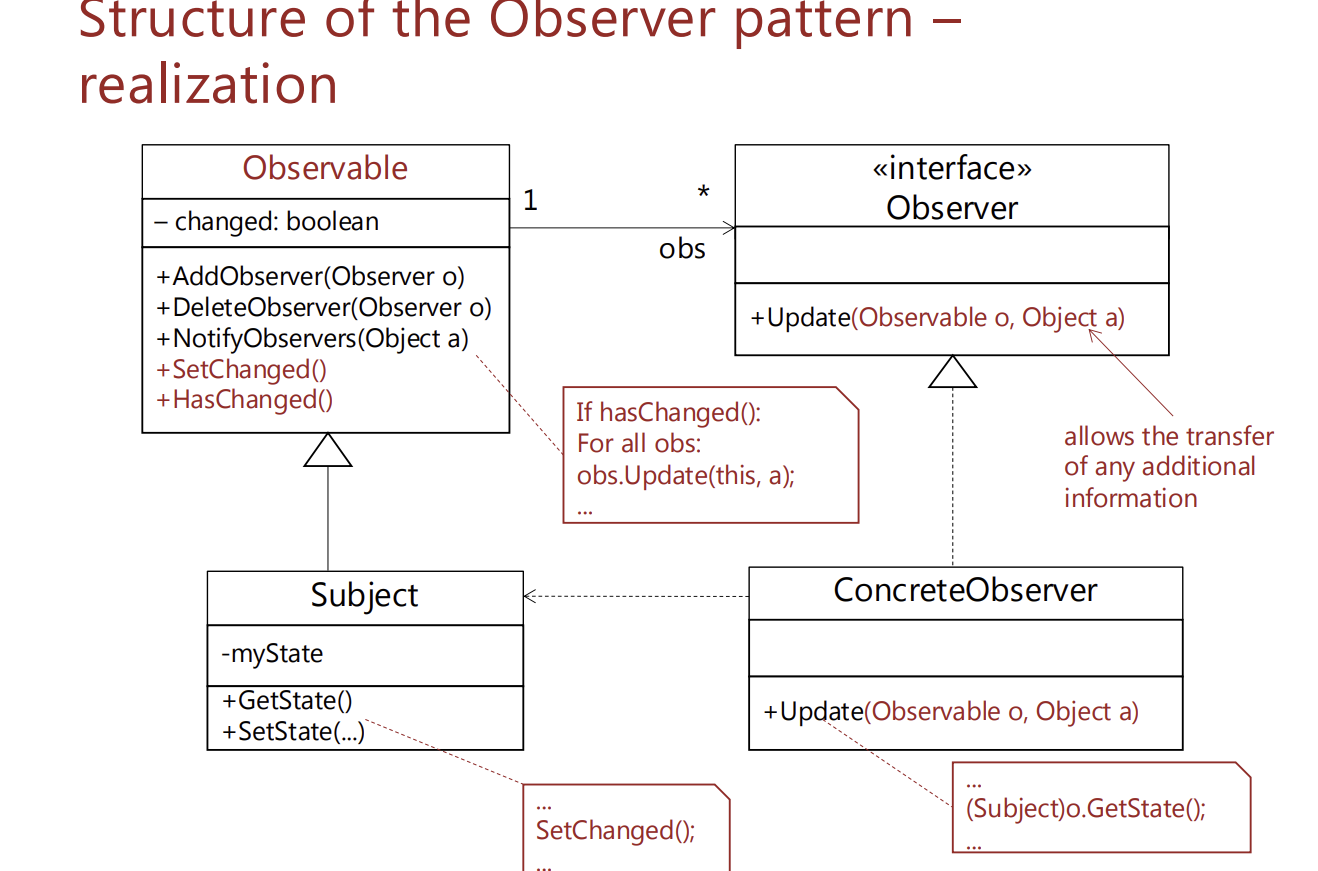 Structure of the Observer pattern –
realization
Observable
– changed: boolean
+AddObserver(Observer o)
+DeleteObserver(Observer o)
+NotifyObservers(Object a)
+SetChanged()
+HasChanged()
1
*
obs
«interface»
Observer
+Update(Observable o, Object a)
If hasChanged():
For all obs:
obs.Update(this, a);
...
allows the transfer
of any additional
information
Subject
-myState
+GetState()
+SetState(...)
ConcreteObserver
+Update(Observable o, Object a)
...
SetChanged();
...
...
(Subject)o.GetState();
...